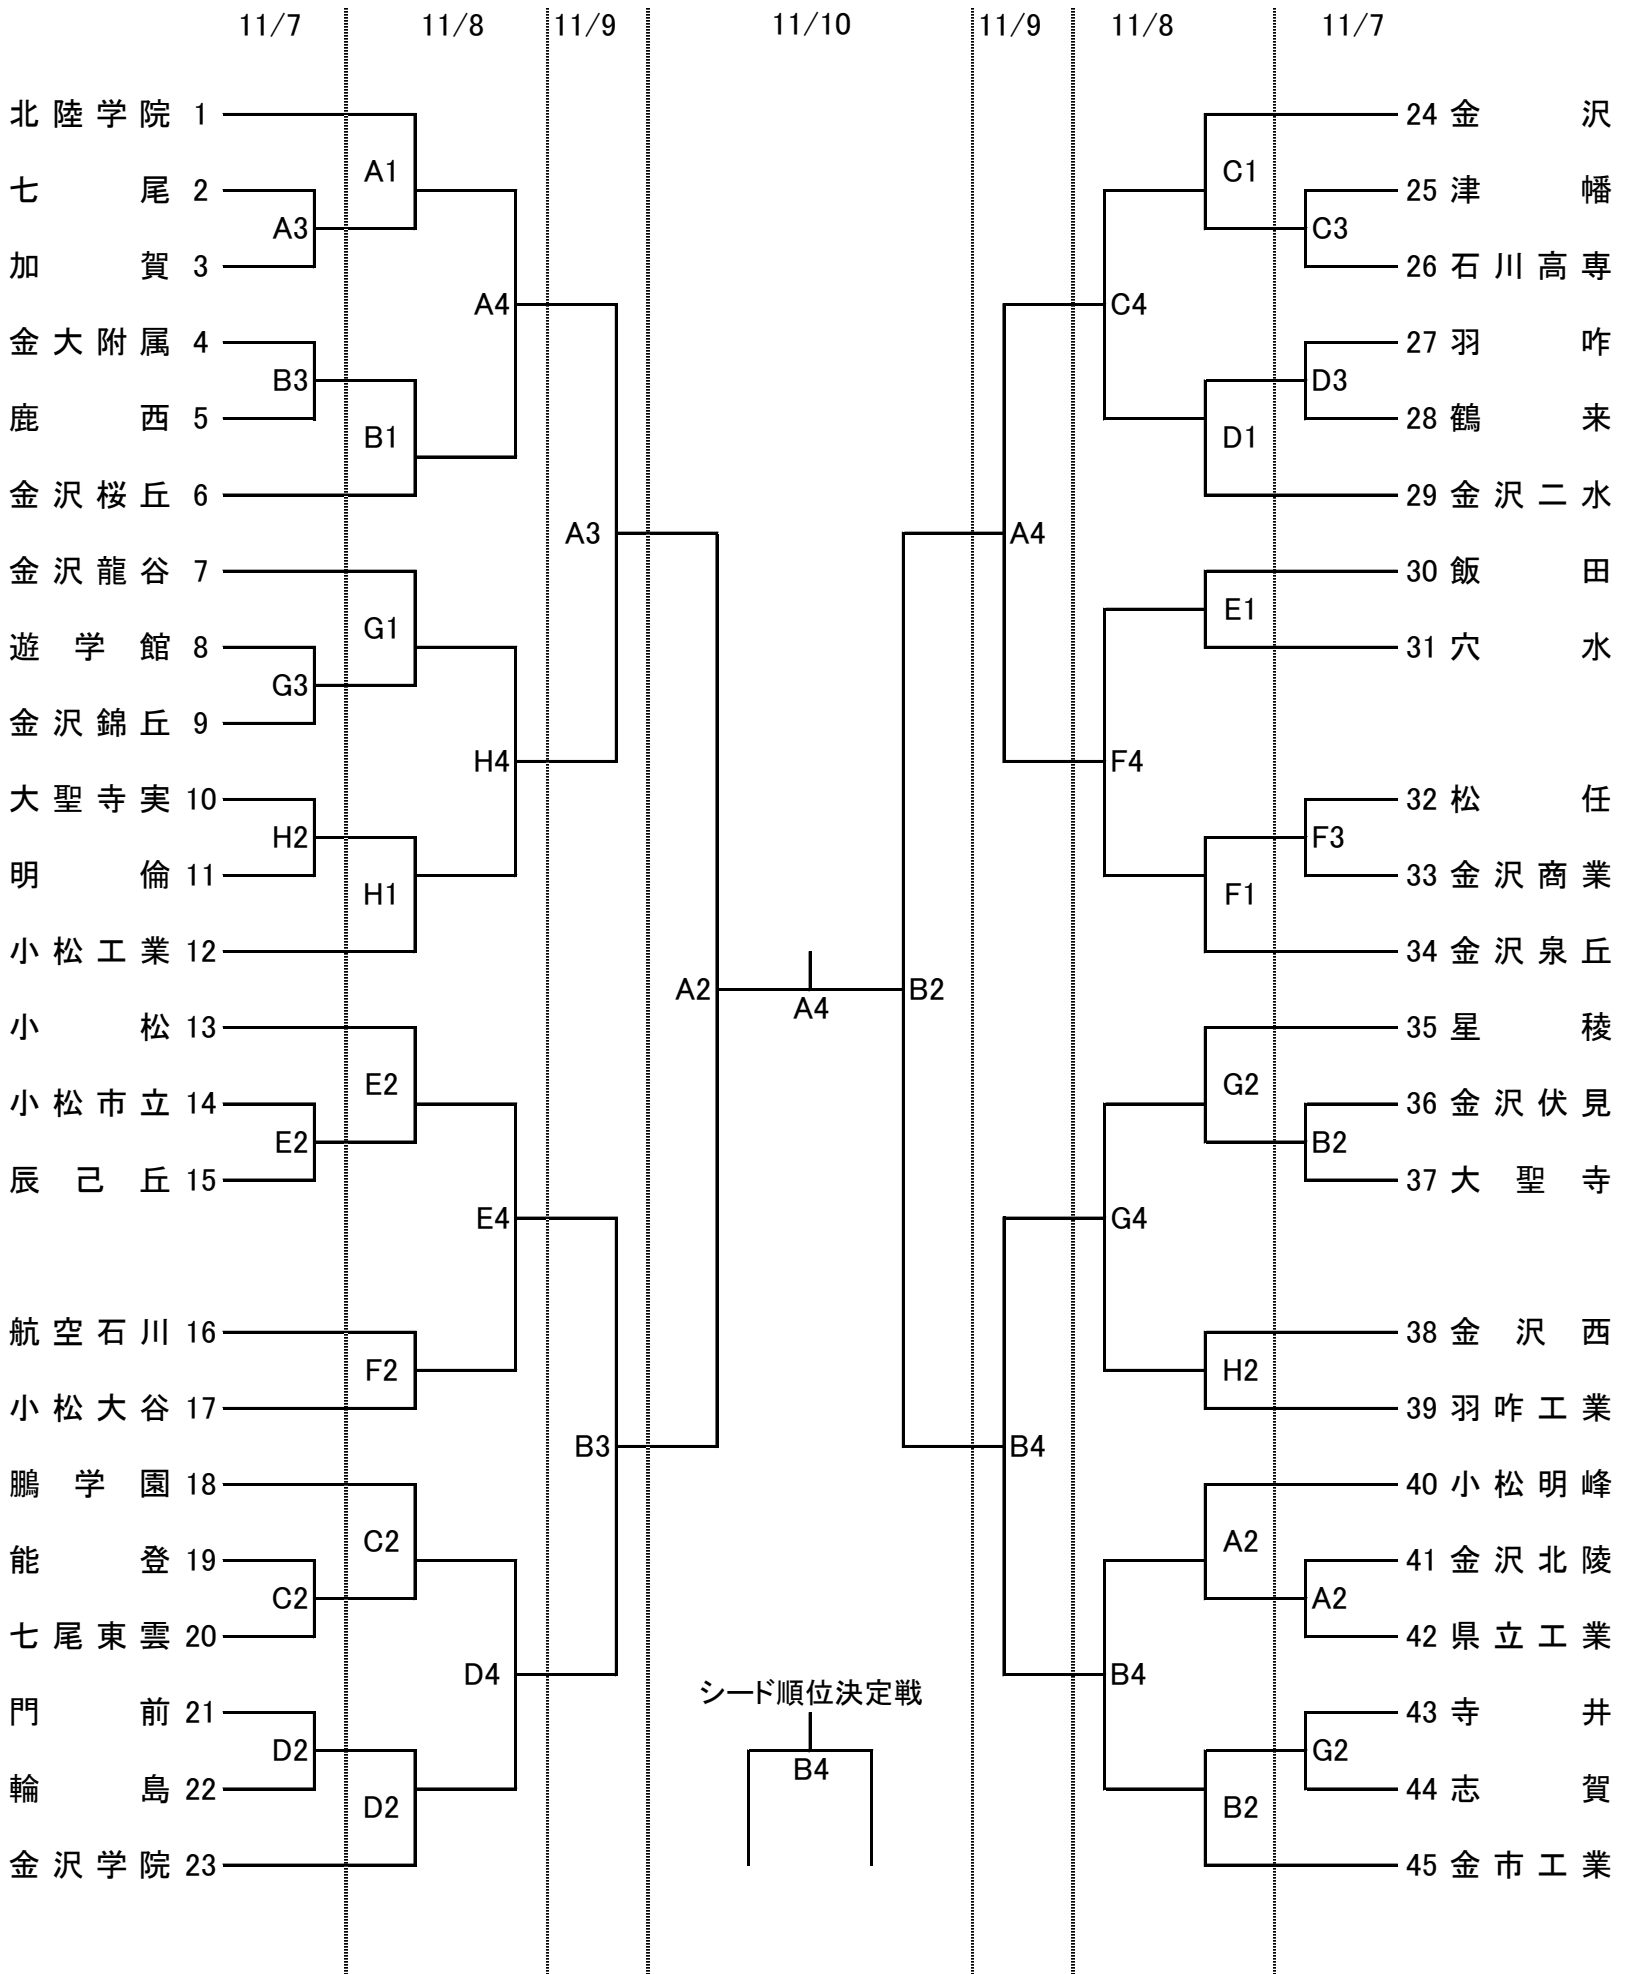 11/7 11/8 11/9 11/10 11/9 11/8 11/7
北陸学院 1
七尾 2
加賀 3
金大附属 4
鹿西 5
金沢桜丘 6
金沢龍谷 7
遊学館 8
金沢錦丘 9
大聖寺実 10
明倫 11
小松工業 12
小松 13
小松市立 14
辰己丘 15
航空石川 16
小松大谷 17
鵬学園 18
能登 19
七尾東雲 20
門前 21
輪島 22
金沢学院 23
A3
B3
G3
H2
E2
C2
D2
A1
B1
G1
H1
E2
F2
C2
D2
A4
H4
E4
D4
A3
B3
A2
A4
B2
シード順位決定戦
B4
A4
B4
C4
F4
G4
B4
C1
D1
E1
F1
G2
H2
A2
B2
C3
D3
F3
B2
A2
G2
24 金沢
25 津幡
26 石川高専
27 羽咋
28 鶴来
29 金沢二水
30 飯田
31 穴水
32 松任
33 金沢商業
34 金沢泉丘
35 星稜
36 金沢伏見
37 大聖寺
38 金沢西
39 羽咋工業
40 小松明峰
41 金沢北陵
42 県立工業
43 寺井
44 志賀
45 金市工業